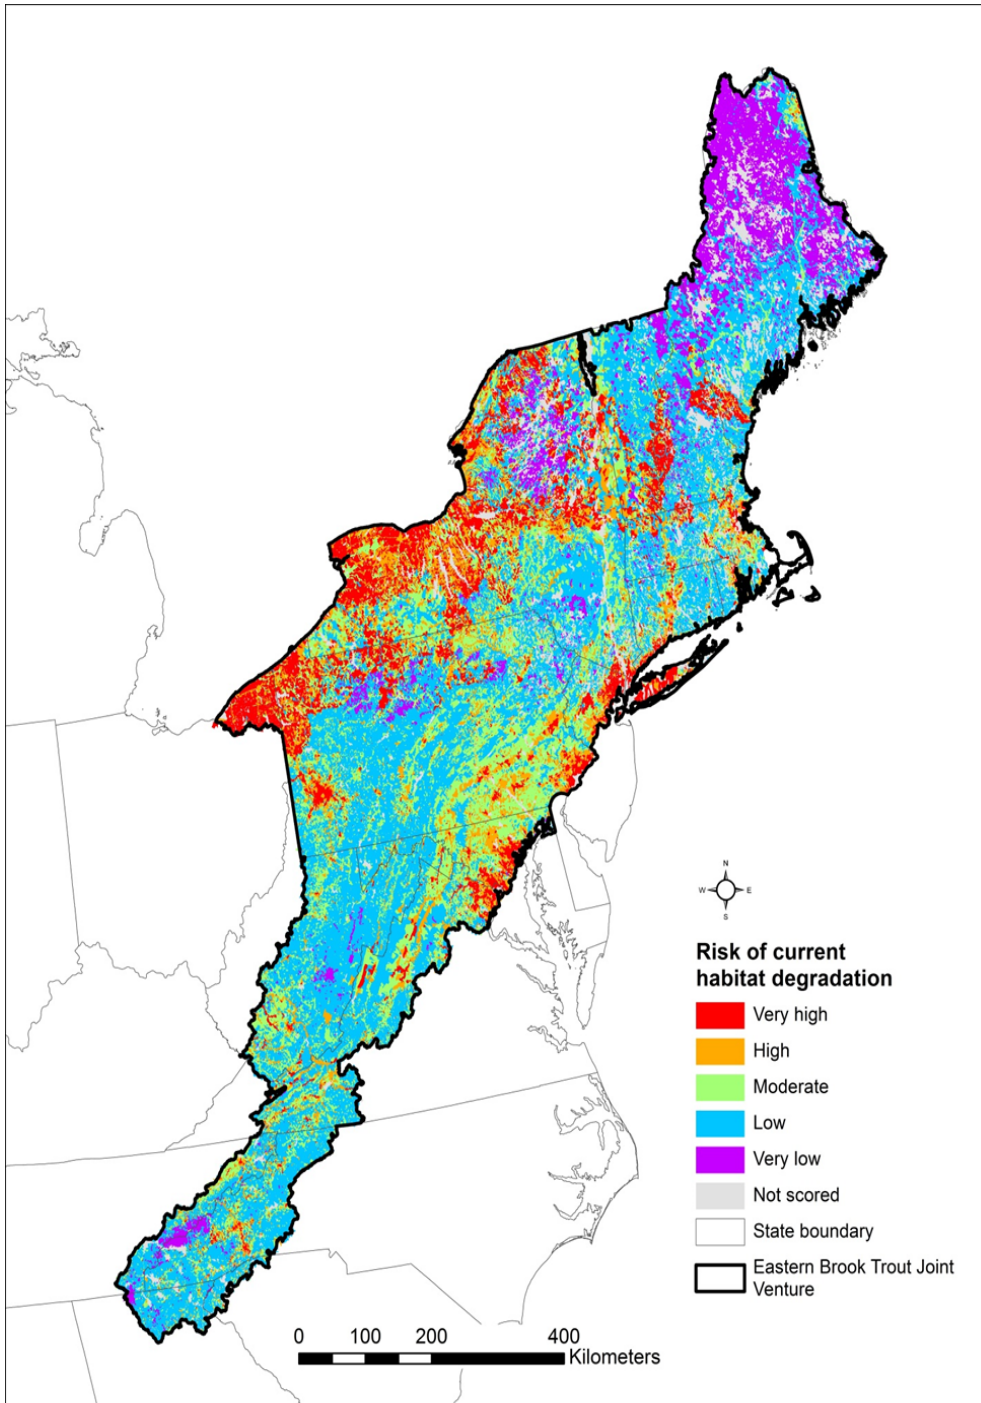 N
W E
S
Risk of current
habitat degradation
Very high
High
Moderate
Low
Very low
Not scored
State boundary
Eastern Brook Trout Joint
Venture
0 100 200 400
Kilometers